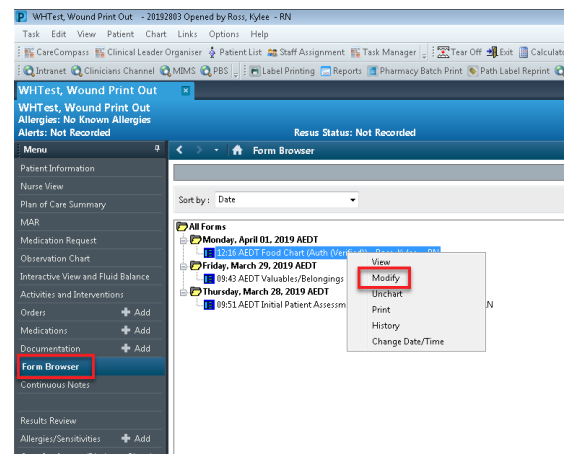 WHTest, Wound Print Out - 20192803 Opened by Ross, Kylee - RN
Task Edit View Patient Chart Links Options Help
CareCompass Clinical Leader Organiser Patient List Staff Assignment Task Manager Tear Off Exit Calculato
Intranet Clinicians Channel MIMS PBS Label Printing Reports Pharmacy Batch Print Path Label Reprint
WHTest, Wound Print Out
WHTest, Wound Print Out
Allergies: No Known Allergies
Alerts: Not Recorded Resus Status: Not Recorded
Menu Form Browser
Patient Information
Nurse View
Sort by : Date
Plan of Care Summary
MAR
All Forms
Medication Request
Monday, April 01, 2019 AEDT
12:16 AEDT Food Chart (Auth (Verified)) - Ross, Kylee - RN
Observation Chart
View
Friday, March 29, 2019 AEDT
Interactive View and Fluid Balance
09:43 AEDT Valuables/Belongings
Modify
Activities and Interventions
Thursday, March 28, 2019 AEDT
Unchart
09:51 AEDT Initial Patient Assessm
N
Orders Add
Print
Medications Add
History
Documentation Add
Change Date/Time
Form Browser
Continuous Notes
Results Review
Allergies/Sensitivities Add